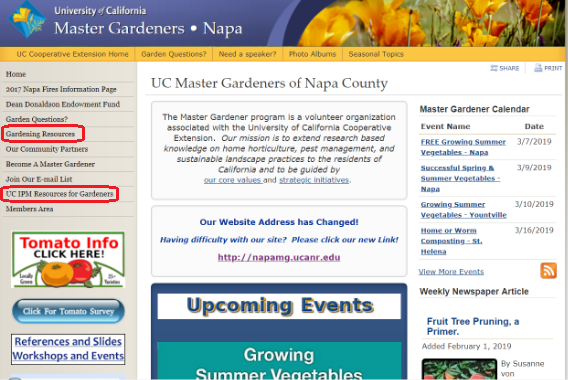 University of California
Master Gardeners • Napa
UC Cooperative Extension Home
Garden Questions?
Need a speaker?
Photo Albums
Seasonal Topics
SHARE
PRINT
Home
2017 Napa Fires Information Page
Dean Donaldson Endowment Fund
Garden Questions?
Gardening Resources
Our Community Partners
Become A Master Gardener
Join Our E-mail List
UC IPM Resources for Gardeners
Members Area
Tomato Info
CLICK HERE!
Locally Grown
Varieties
Click For Tomato Survey
References and Slides
Workshops and Events
UC Master Gardeners of Napa County
The Master Gardener program is a volunteer organization
associated with the University of California Cooperative
Extension. Our mission is to extend research based
knowledge on home horticulture, pest management, and
sustainable landscape practices to the residents of
California and to be guided by
our core values and strategic initiatives.
Our Website Address has Changed!
Having difficulty with our site? Please click our new Link!
http://napamg.ucanr.edu
Upcoming Events
Growing
Summer Vegetables
Master Gardener Calendar
Event Name Date
FREE Growing Summer 3/7/2019
Vegetables - Napa
Successful Spring & 3/9/2019
Summer Vegetables -
Napa
Growing Summer 3/10/2019
Vegetables - Yountville
Home or Worm 3/16/2019
Composting - St.
Helena
View More Events
Weekly Newspaper Article
Fruit Tree Pruning, a
Primer.
Added February 1, 2019
By Susanne
von